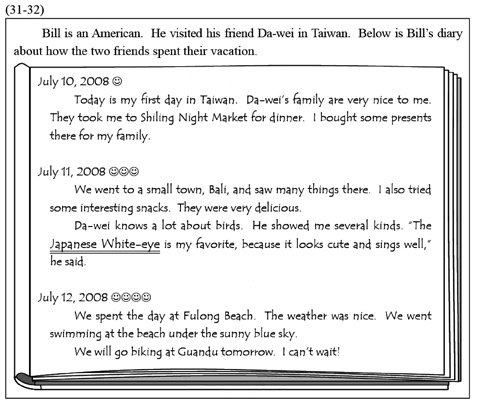 (31-32)
Bill is an American. He visited his friend Da-wei in Taiwan. Below is Bill's diary
about how the two friends spent their vacation.
July 10, 2008 ☺
Today is my first day in Taiwan. Da-wei's family are very nice to me.
They took me to Shiling Night Market for dinner. I bought some presents
there for my family.
July 11, 2008 ☺☺☺
We went to a small town, Bali, and saw many things there. I also tried
some interesting snacks. They were very delicious.
Da-wei knows a lot about birds. He showed me several kinds. "The
Japanese White-eye is my favorite, because it looks cute and sings well,"
he said.
July 12, 2008 ☺☺☺☺
We spent the day at Fulong Beach. The weather was nice. We went
swimming at the beach under the sunny blue sky.
We will go biking at Guandu tomorrow. I can't wait!